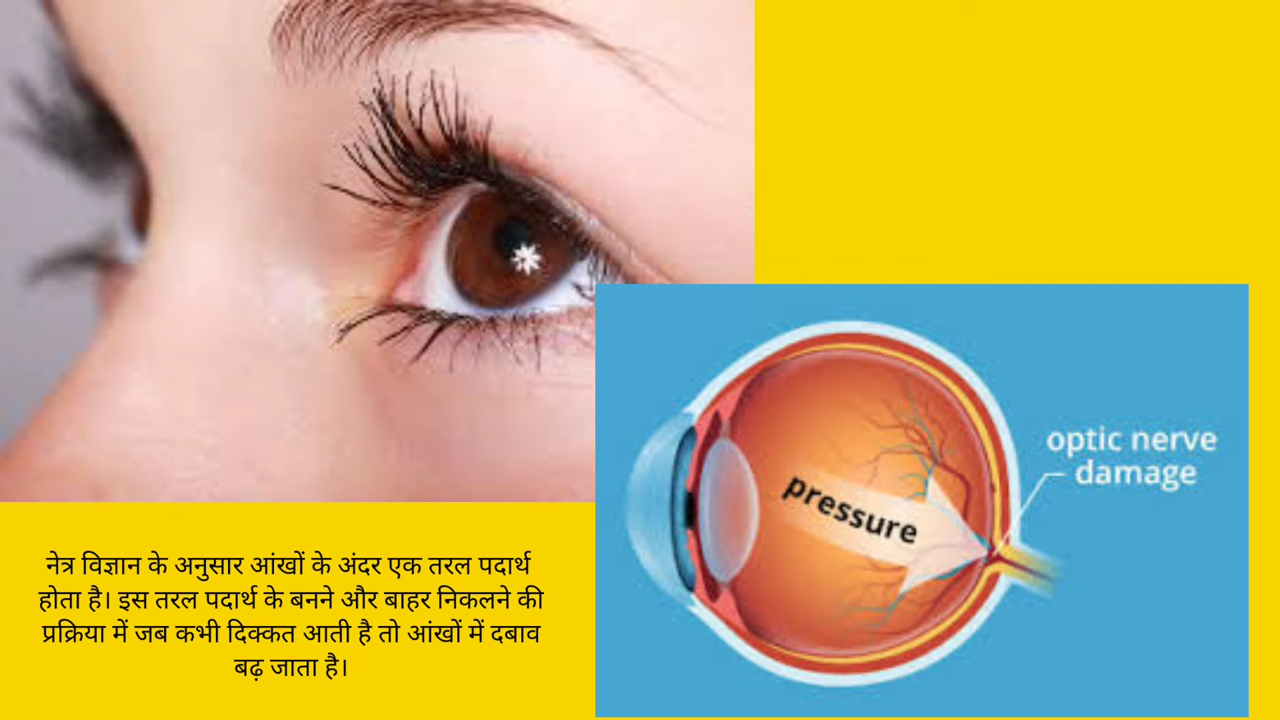 नेत्र विज्ञान के अनुसार आंखों के अंदर एक तरल पदार्थ
होता है। इस तरल पदार्थ के बनने और बाहर निकलने की
प्रक्रिया में जब कभी दिक्कत आती है तो आंखों में दबाव
बढ़ जाता है।
pressure
optic nerve
damage